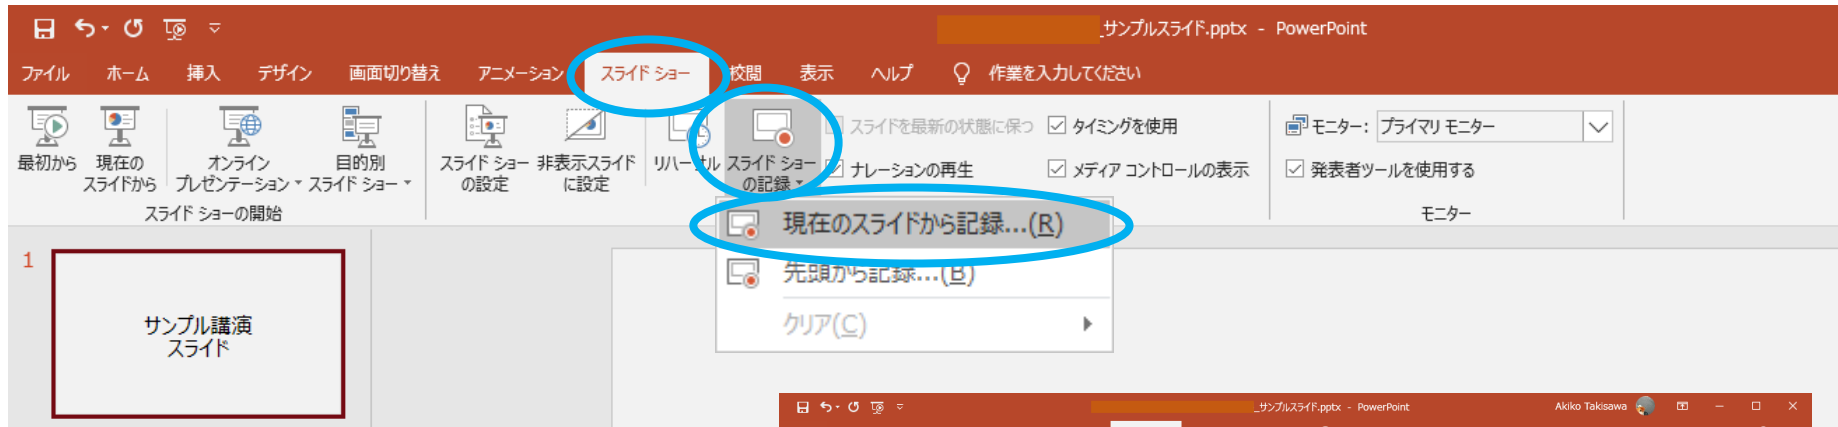 _サンプルスライド.pptx - PowerPoint
ファイル ホーム 挿入 デザイン 画面切り替え アニメーション スライド ショー 校閲 表示 ヘルプ 作業を入力してください
最初から
現在の
スライドから
オンライン
プレゼンテーション
目的別
スライド ショー
スライド ショーの開始
スライド ショー
の設定
非表示スライド
に設定
リハーサル
スライド ショー
の記録
スライドを最新の状態に保つ
ナレーションの再生
タイミングを使用
メディア コントロールの表示
モニター: プライマリ モニター
発表者ツールを使用する
モニター
現在のスライドから記録...(R)
先頭から記録...(B)
クリア(C)
1
サンプル講演
スライド
_サンプルスライド.pptx - PowerPoint
Akiko Takisawa